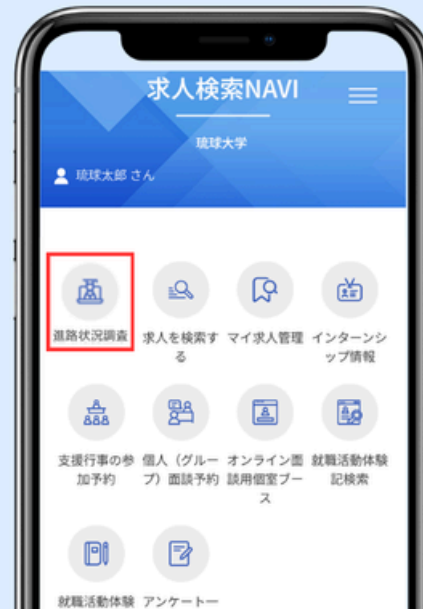 求人検索NAVI
琉球大学
琉球太郎 さん
進路状況調査
求人を検索す
る
マイ求人管理
インターンシ
ップ情報
支援行事の参
加予約
個人（グルー
プ）面談予約
オンライン面
談用個室ブー
ス
就職活動体験
記検索
就職活動体験
アンケートー